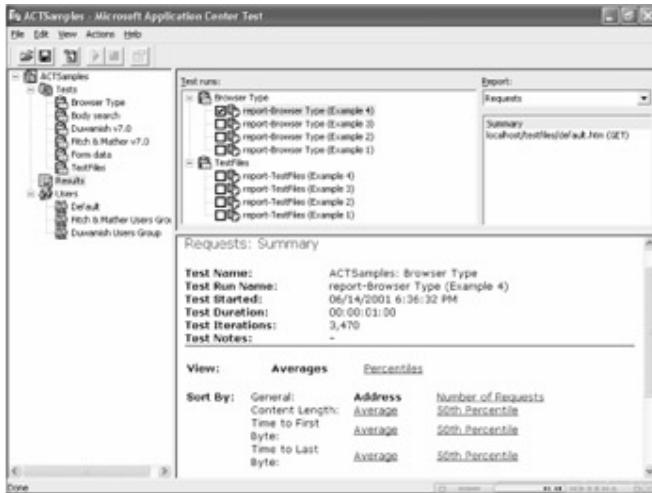 ACTSamples - Microsoft Application Center Test
File Edit View Actions Help
ACTSamples
Tests
Browser Type
Body search
Duwamish v7.0
Fitch & Mather v7.0
Form data
TestFiles
Results
Users
Default
Fitch & Mather Users Grou
Duwamish Users Group
Test runs:
Browser Type
report-Browser Type (Example 4)
report-Browser Type (Example 3)
report-Browser Type (Example 2)
report-Browser Type (Example 1)
TestFiles
report-TestFiles (Example 4)
report-TestFiles (Example 3)
report-TestFiles (Example 2)
report-TestFiles (Example 1)
Report:
Requests
Summary
localhost/testfiles/default.htm (GET)
Requests: Summary
Test Name: ACTSamples: Browser Type
Test Run Name: report-Browser Type (Example 4)
Test Started: 06/14/2001 6:36:32 PM
Test Duration: 00:00:01:00
Test Iterations: 3,470
Test Notes: -
View: Averages Percentiles
Sort By: General: Address Number of Requests
Content Length: Average 50th Percentile
Time to First Byte: Average 50th Percentile
Time to Last Byte: Average 50th Percentile
Done